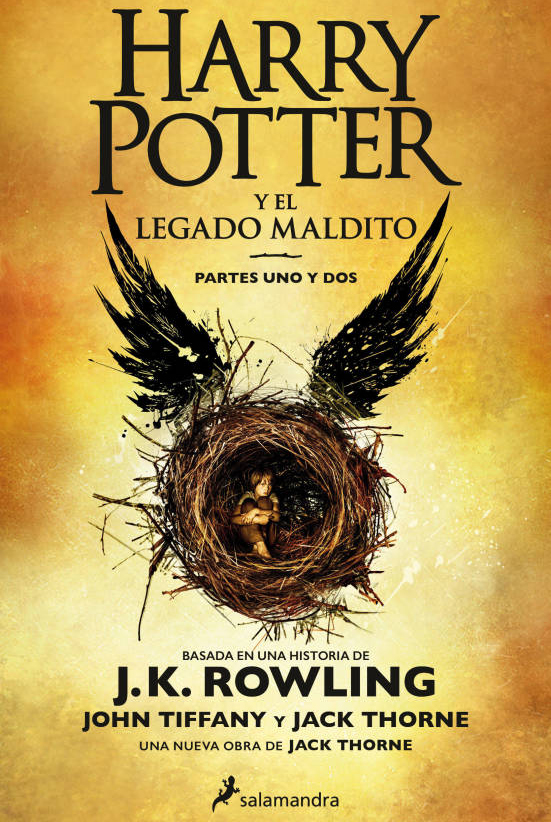 HARRY
POTTER
Y EL
LEGADO MALDITO
PARTES UNO Y DOS
BASADA EN UNA HISTORIA DE
J.K. ROWLING
JOHN TIFFANY Y JACK THORNE
UNA NUEVA OBRA DE JACK THORNE
salamandra